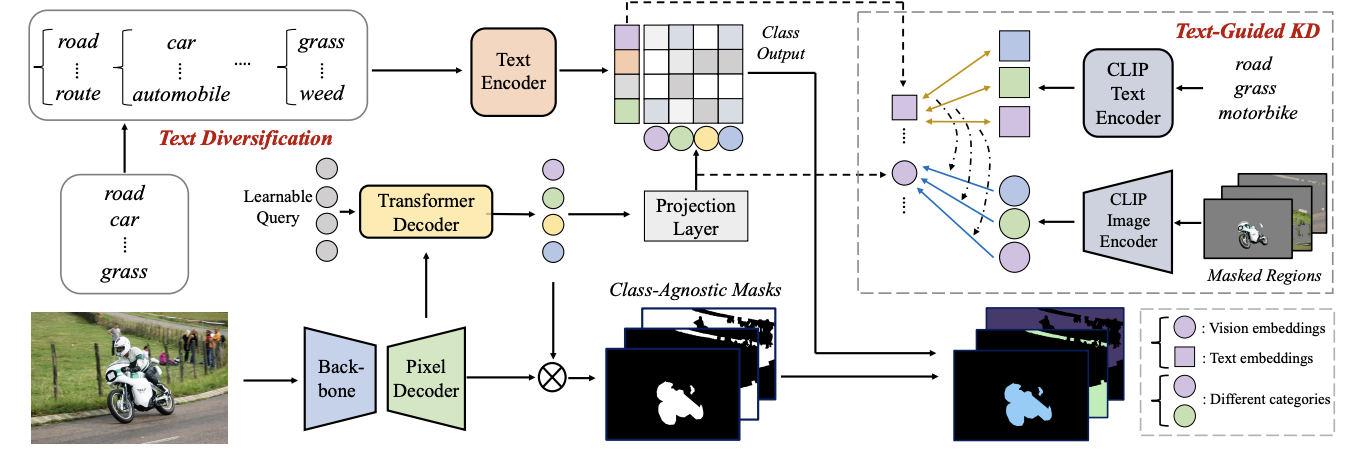 road
⋮
route
car
⋮
automobile
....
grass
⋮
weed
Text Diversification
road
car
⋮
grass
Text
Encoder
Class
Output
Learnable
Query
Transformer
Decoder
Projection
Layer
Back-
bone
Pixel
Decoder
Class-Agnostic Masks
Text-Guided KD
CLIP
Text
Encoder
road
grass
motorbike
CLIP
Image
Encoder
Masked Regions
: Vision embeddings
: Text embeddings
: Different categories